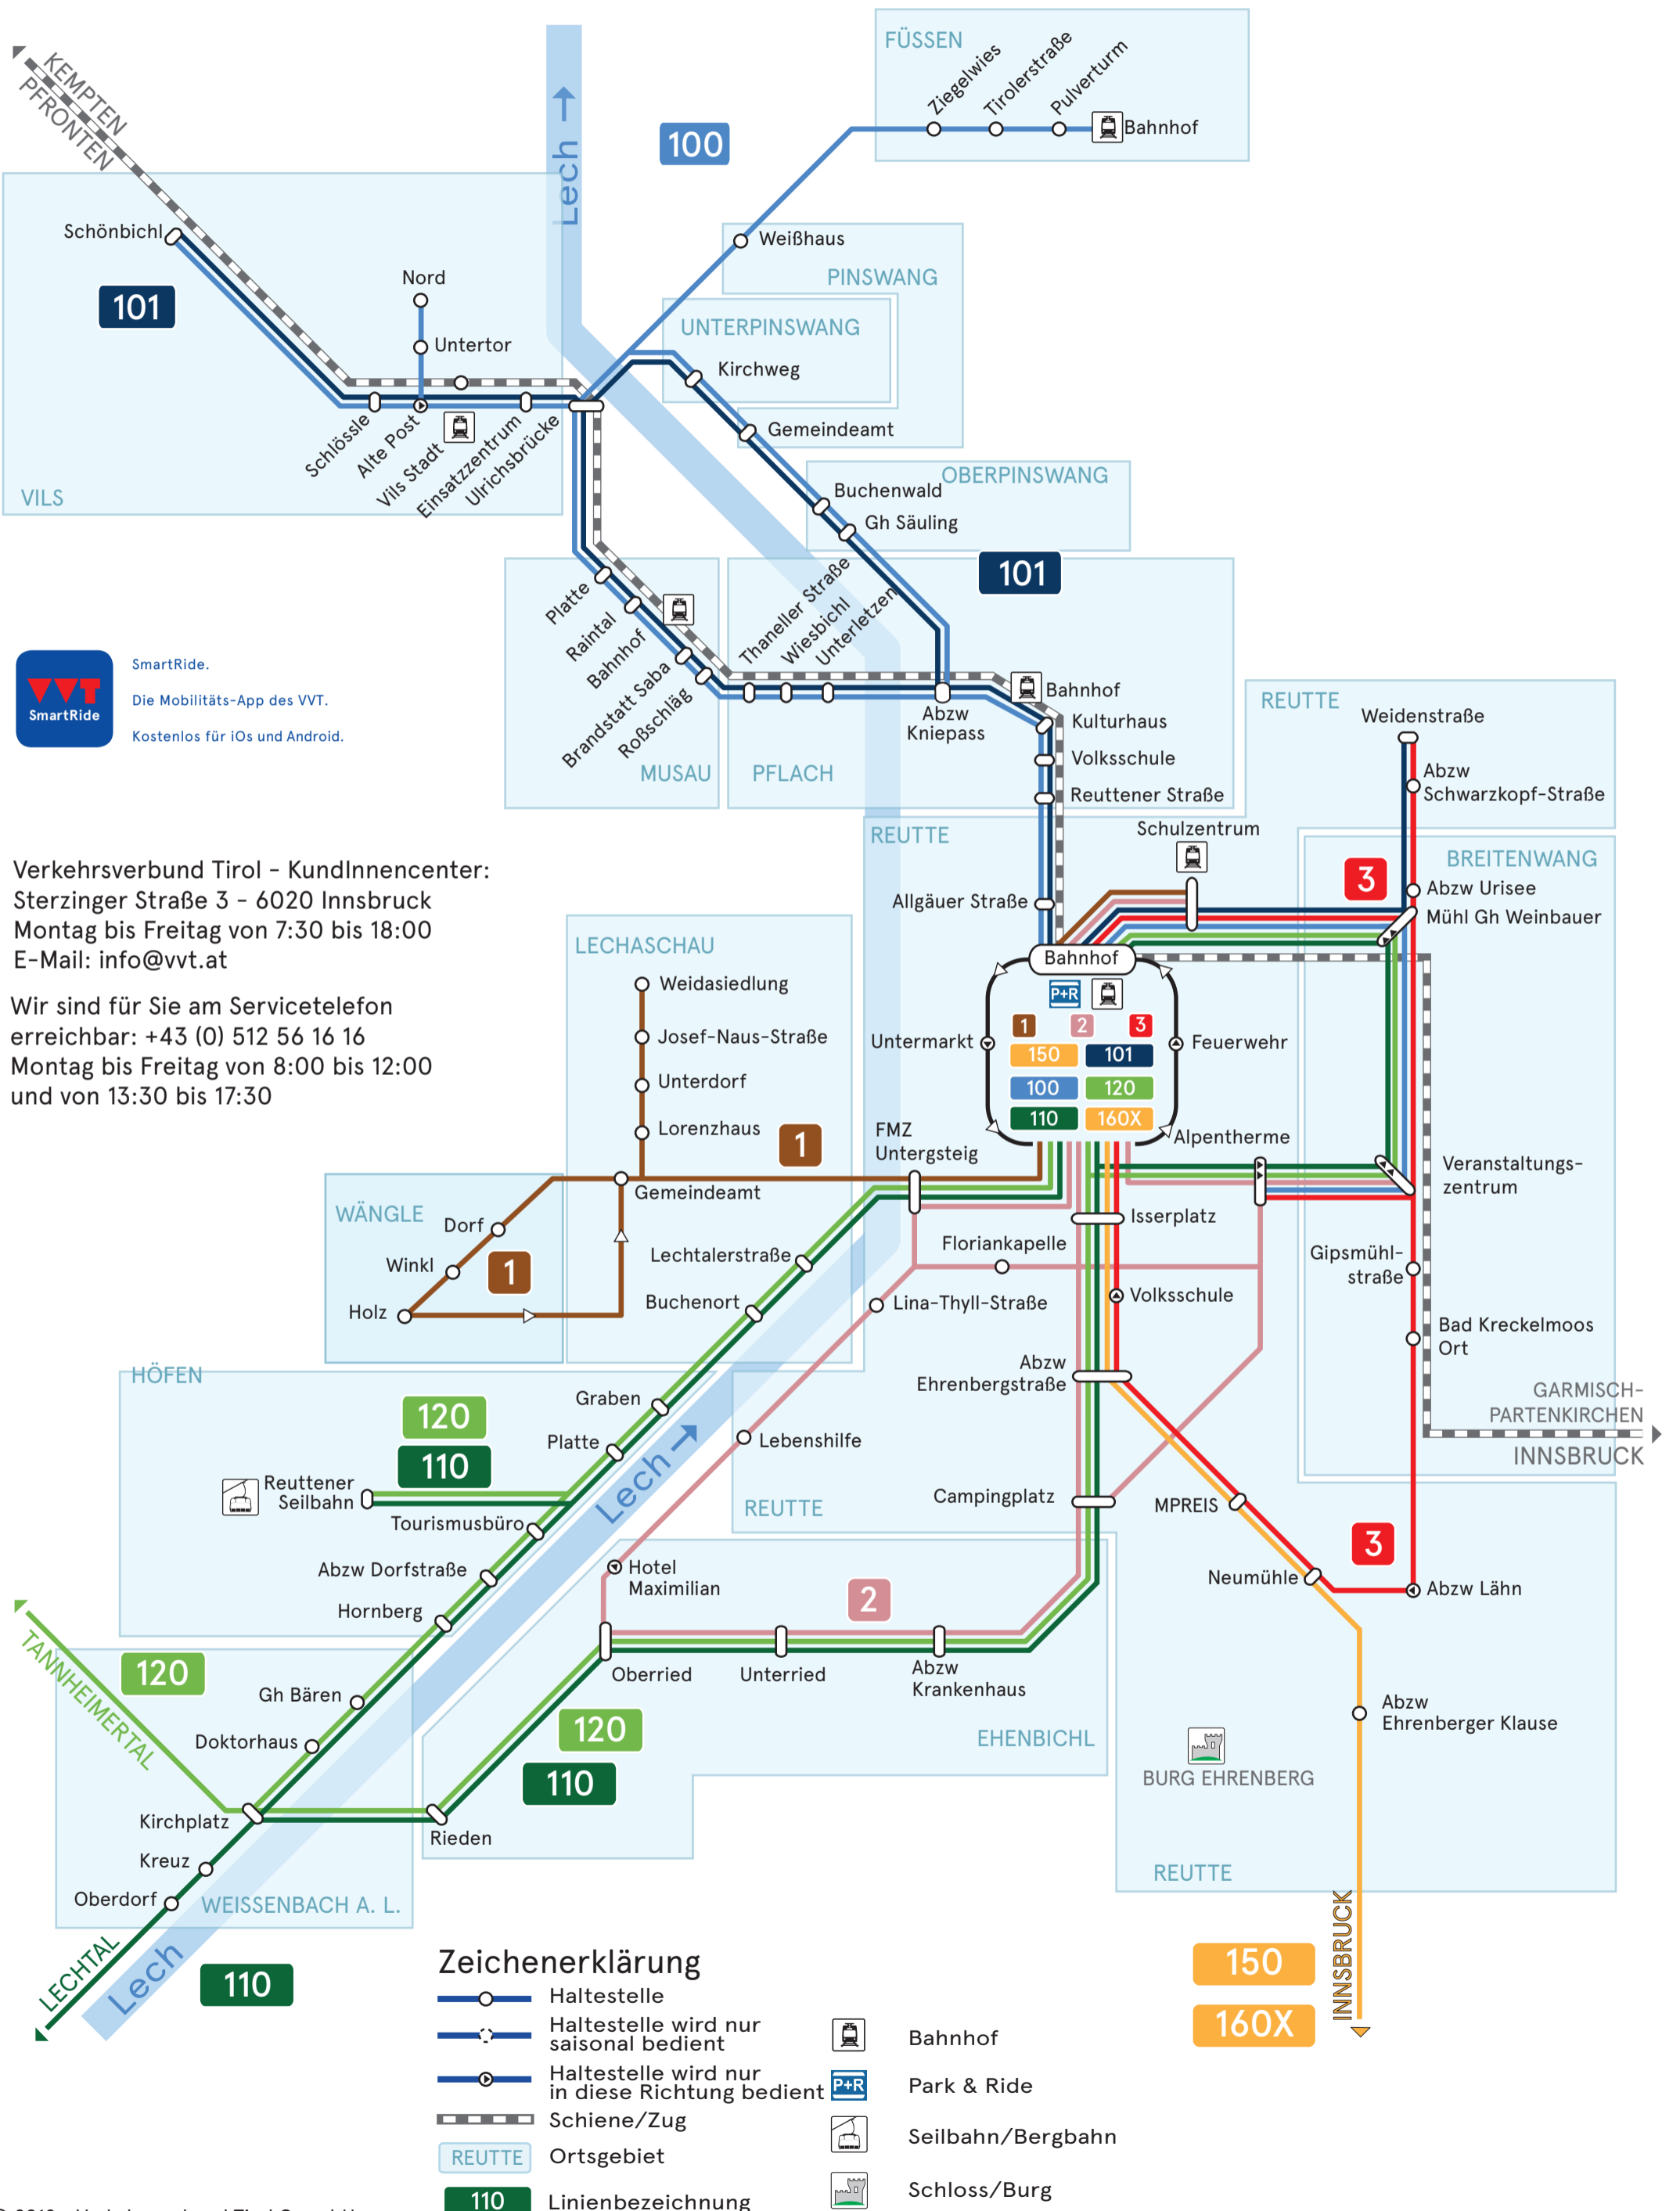 KEMPTEN
PFRONTEN
Lech
100
FÜSSEN
Ziegelwies
Tirolerstraße
Pulverturm
Bahnhof
Schönbichl
101
Nord
Untertor
Schlössle
Alte Post
Vils Stadt
Einsatzzentrum
Ulrichsbrücke
VILS
Weißhaus
PINSWANG
UNTERPINSWANG
Kirchweg
Gemeindeamt
OBERPINSWANG
Buchenwald
Gh Säuling
101
Platte
Raintal
Bahnhof
Brandstatt Saba
Roßschläg
MUSAU
Thaneller Straße
Wiesbichl
Unterletzen
PFLACH
Abzw
Kniepass
Bahnhof
Kulturhaus
Volksschule
Reuttener Straße
VVT
SmartRide
SmartRide.
Die Mobilitäts-App des VVT.
Kostenlos für iOs und Android.
REUTTE
Weidenstraße
Abzw
Schwarzkopf-Straße
REUTTE
Schulzentrum
BREITENWANG
3
Abzw Urisee
Mühl Gh Weinbauer
Allgäuer Straße
Verkehrsverbund Tirol - KundInnencenter:
Sterzinger Straße 3 - 6020 Innsbruck
Montag bis Freitag von 7:30 bis 18:00
E-Mail: info@vvt.at
Wir sind für Sie am Servicetelefon
erreichbar: +43 (0) 512 56 16 16
Montag bis Freitag von 8:00 bis 12:00
und von 13:30 bis 17:30
LECHASCHAU
Weidasiedlung
Josef-Naus-Straße
Unterdorf
Lorenzhaus
1
Gemeindeamt
Bahnhof
P+R
1 2 3
150 101
100 120
110 160X
Untermarkt
Feuerwehr
FMZ
Untergsteig
Alpentherme
Veranstaltungs-
zentrum
WÄNGLE
Dorf
Winkl
1
Holz
Lechtalerstraße
Buchenort
Isserplatz
Floriankapelle
Lina-Thyll-Straße
Volksschule
Gipsmühl-
straße
Bad Kreckelmoos
Ort
Abzw
Ehrenbergstraße
GARMISCH-
PARTENKIRCHEN
INNSBRUCK
HÖFEN
Graben
120
Platte
110
Reuttener
Seilbahn
Tourismusbüro
Lech
Lebenshilfe
REUTTE
Campingplatz
MPREIS
3
Neumühle
Abzw Lähn
Abzw Dorfstraße
Hornberg
Hotel
Maximilian
2
Oberried
Unterried
Abzw
Krankenhaus
EHENBICHL
TANNHEIMERTAL
120
Gh Bären
Doktorhaus
120
110
Kirchplatz
Rieden
Kreuz
Oberdorf
WEISSENBACH A. L.
Abzw
Ehrenberger Klause
BURG EHRENBERG
REUTTE
LECHTAL
Lech
110
150
160X
INNSBRUCK
Zeichenerklärung
Haltestelle
Haltestelle wird nur
saisonal bedient
Haltestelle wird nur
in diese Richtung bedient
Schiene/Zug
REUTTE Ortsgebiet
110 Linienbezeichnung
Bahnhof
P+R Park & Ride
Seilbahn/Bergbahn
Schloss/Burg